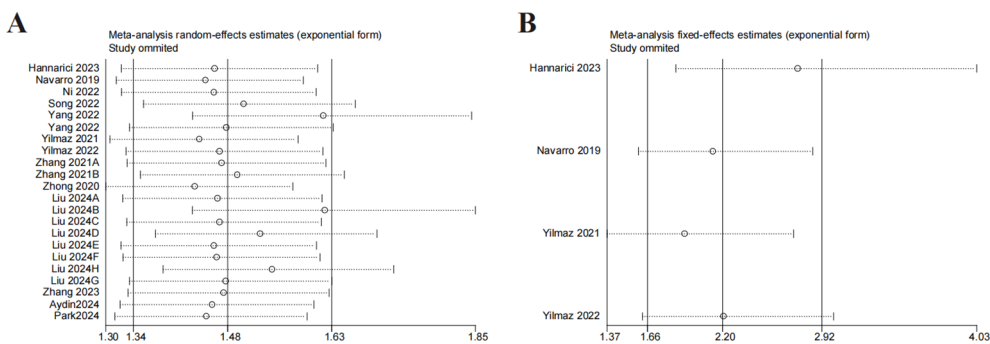 A
Meta-analysis random-effects estimates (exponential form)
Study ommited
Hannarici 2023
Navarro 2019
Ni 2022
Song 2022
Yang 2022
Yang 2022
Yilmaz 2021
Yilmaz 2022
Zhang 2021A
Zhang 2021B
Zhong 2020
Liu 2024A
Liu 2024B
Liu 2024C
Liu 2024D
Liu 2024E
Liu 2024F
Liu 2024H
Liu 2024G
Zhang 2023
Aydin2024
Park2024
1.30 1.34 1.48 1.63 1.85
B
Meta-analysis fixed-effects estimates (exponential form)
Study ommited
Hannarici 2023
Navarro 2019
Yilmaz 2021
Yilmaz 2022
1.37 1.66 2.20 2.92 4.03